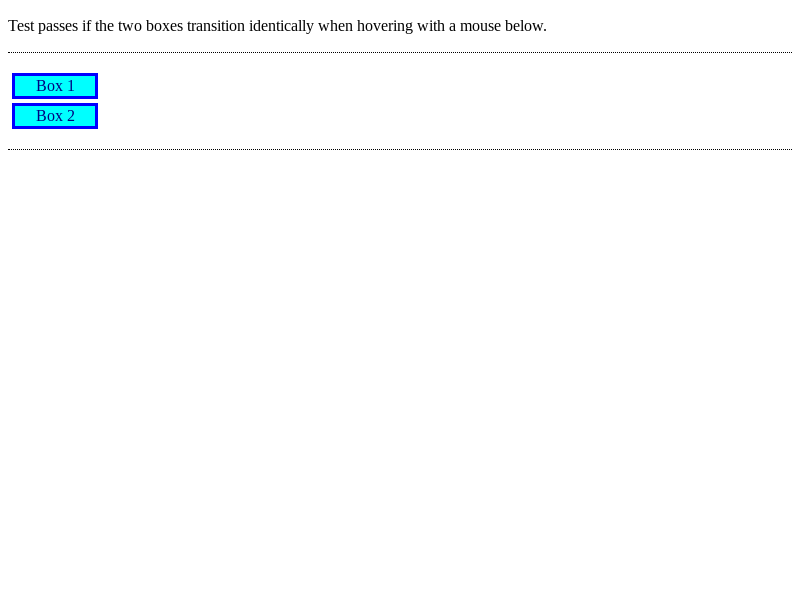 Test passes if the two boxes transition identically when hovering with a mouse below.
Box 1
Box 2